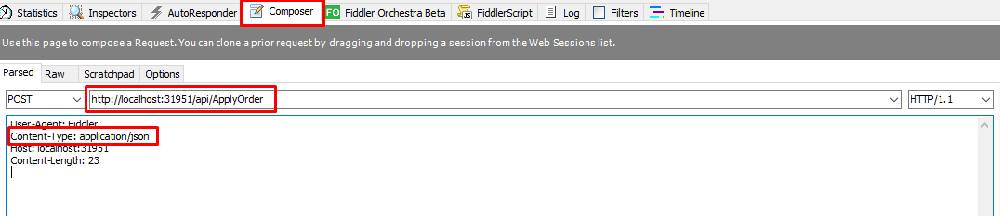 Statistics Inspectors AutoResponder Composer FO Fiddler Orchestra Beta FiddlerScript Log Filters Timeline
Use this page to compose a Request. You can clone a prior request by dragging and dropping a session from the Web Sessions list.
Parsed Raw Scratchpad Options
POST http://localhost:31951/api/ApplyOrder HTTP/1.1
User-Agent: Fiddler
Content-Type: application/json
Host: localhost:31951
Content-Length: 23